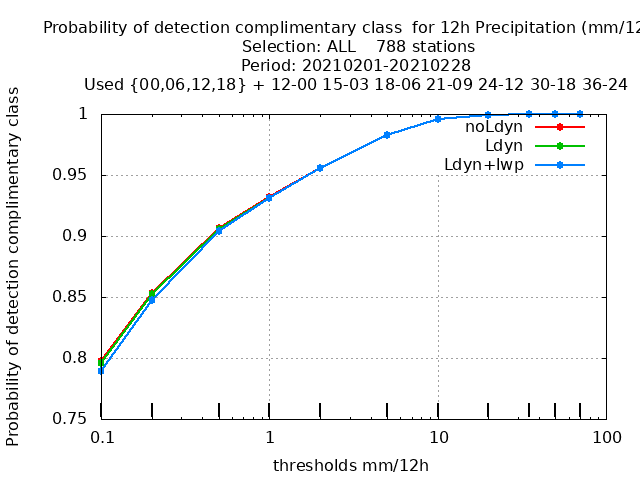 Probability of detection complimentary class  for 12h Precipitation (mm/12
Selection: ALL    788 stations
Period: 20210201-20210228
Used {00,06,12,18} + 12-00 15-03 18-06 21-09 24-12 30-18 36-24
Probability of detection complimentary class
1
0.95
0.9
0.85
0.8
0.75
noLdyn
Ldyn
Ldyn+lwp
0.1 1 10 100
thresholds mm/12h